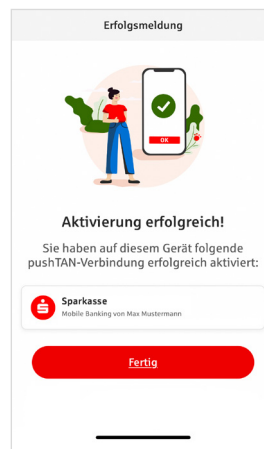 Erfolgsmeldung
OK
Aktivierung erfolgreich!
Sie haben auf diesem Gerät folgende
pushTAN-Verbindung erfolgreich aktiviert:
Sparkasse
Mobile Banking von Max Mustermann
Fertig